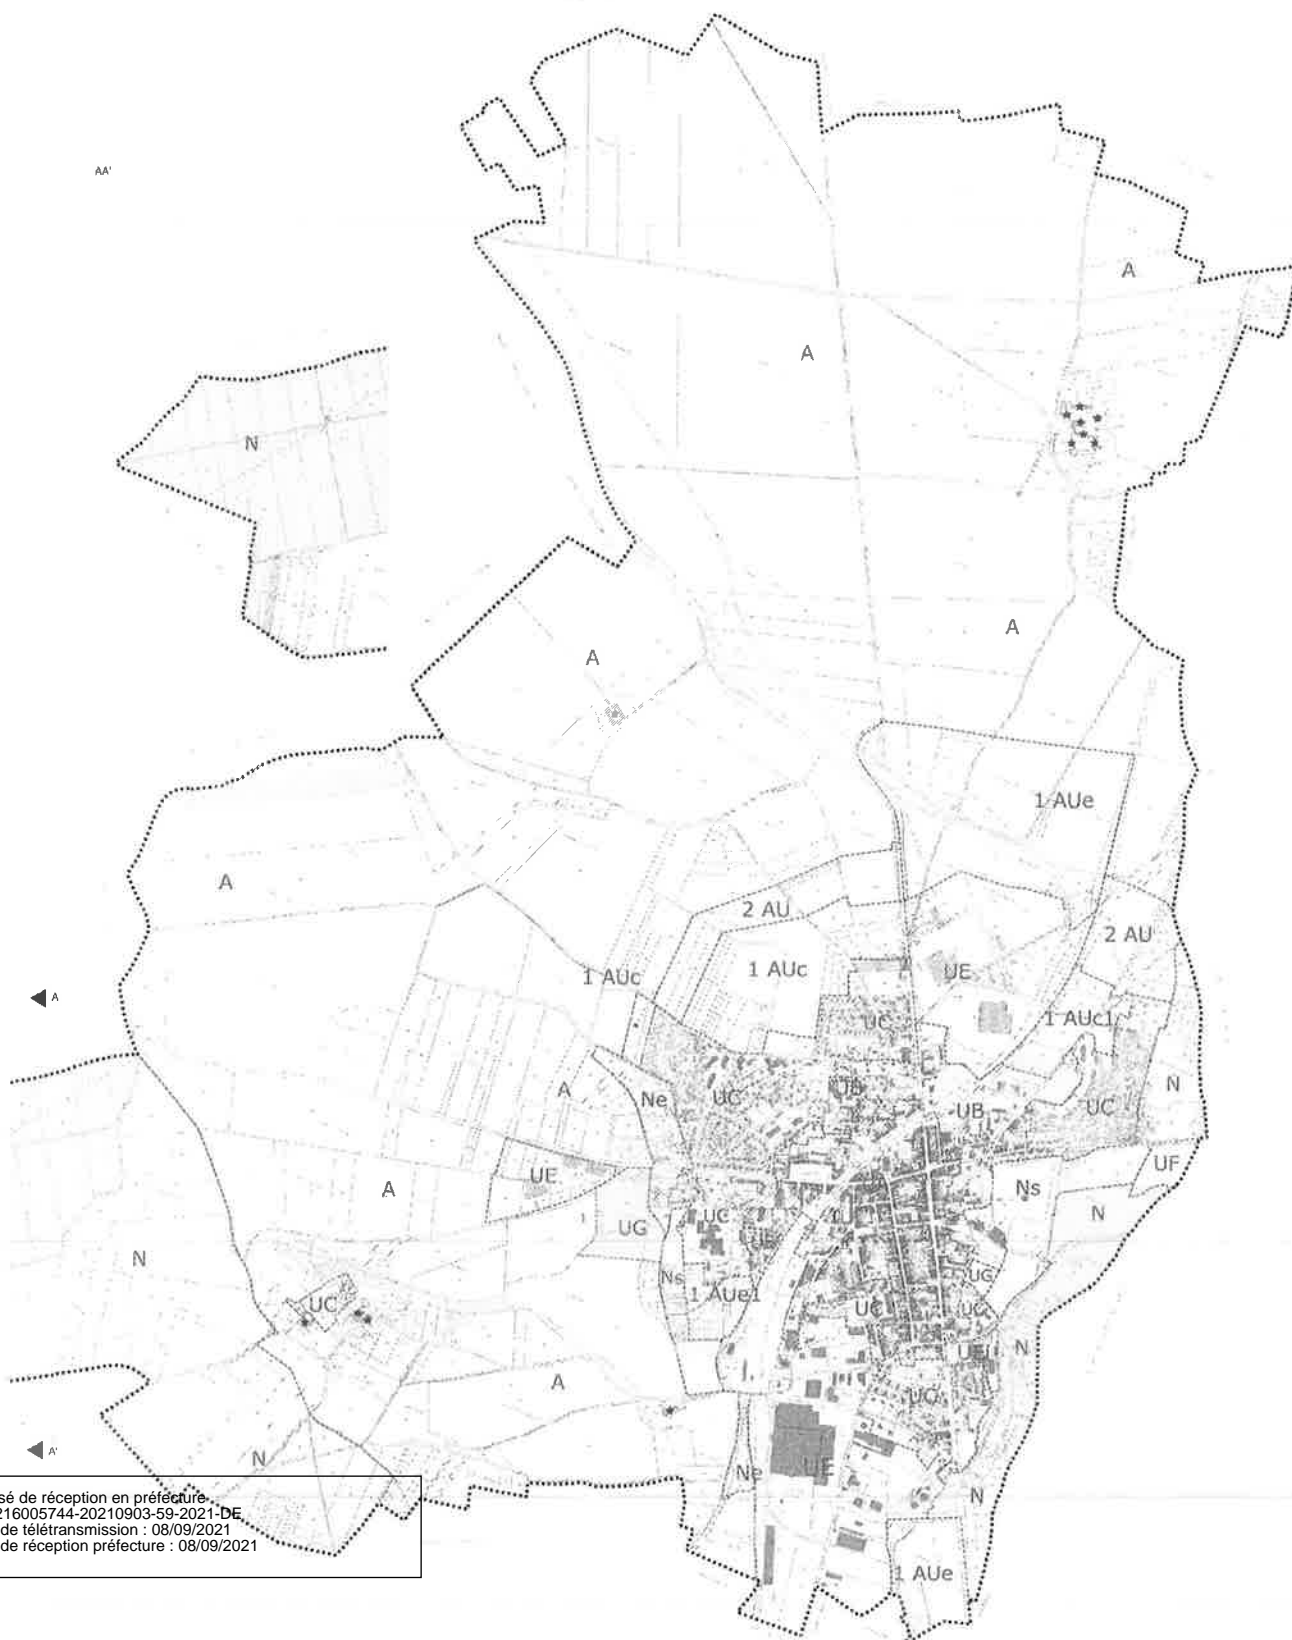 AA'
A
A
N
A
A
1 AUe
A
2 AU
2 AU
1 AUc
1 AUc
UE
A
UC
1 AUc1
A
Ne
UC
UB
UB
UC
N
UE
A
Ns
UF
UG
UC
N
N
Ns
1 AUe1
UC
UC
UC
UC
N
A
UC
A'
N
Ne
UE
N
sé de réception en préfecture
216005744-20210903-59-2021-DE
de télétransmission : 08/09/2021
de réception préfecture : 08/09/2021
1 AUe